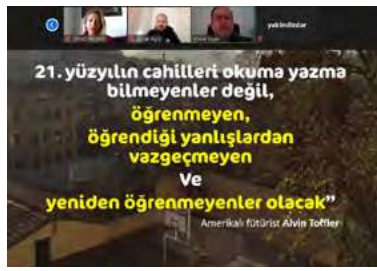 yekindizlar
21. yüzyılın cahilleri okuma yazma
bilmeyenler değil,
öğrenmeyen,
öğrendiği yanlışlardan
vazgeçmeyen
Ve
yeniden öğrenmeyenler olacak”
Amerikalı fütürist Alvin Toffler